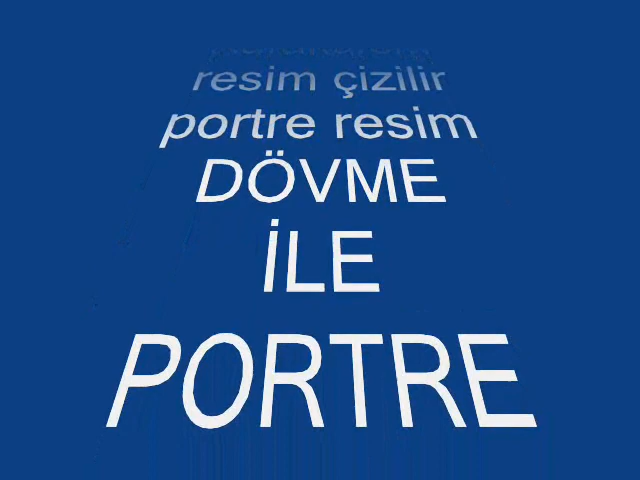 resim çizilir
portre resim
DÖVME
İLE
PORTRE